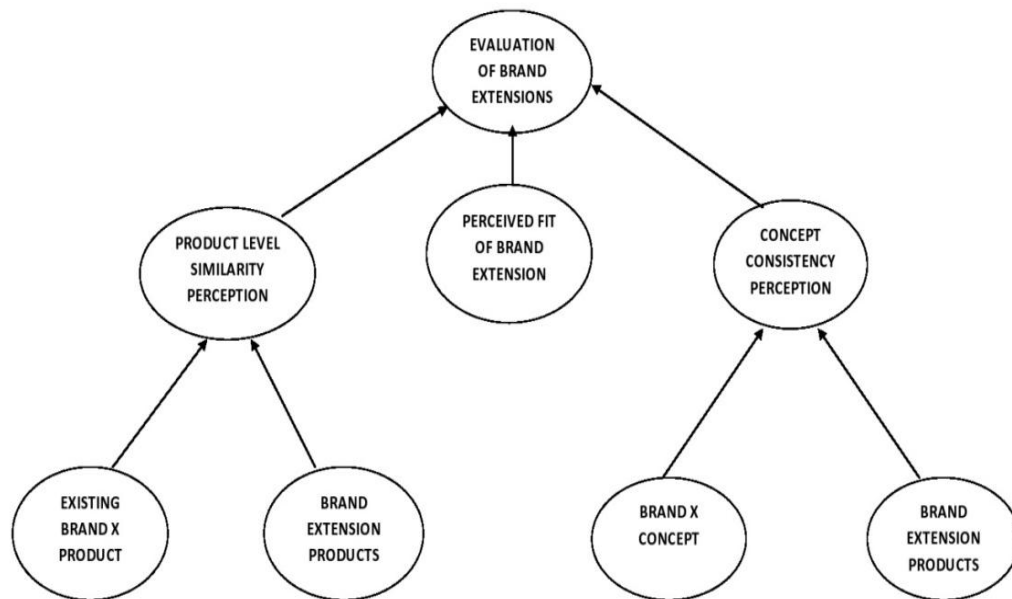 EVALUATION
OF BRAND
EXTENSIONS
PRODUCT LEVEL
SIMILARITY
PERCEPTION
PERCEIVED FIT
OF BRAND
EXTENSION
CONCEPT
CONSISTENCY
PERCEPTION
EXISTING
BRAND X
PRODUCT
BRAND
EXTENSION
PRODUCTS
BRAND X
CONCEPT
BRAND
EXTENSION
PRODUCTS